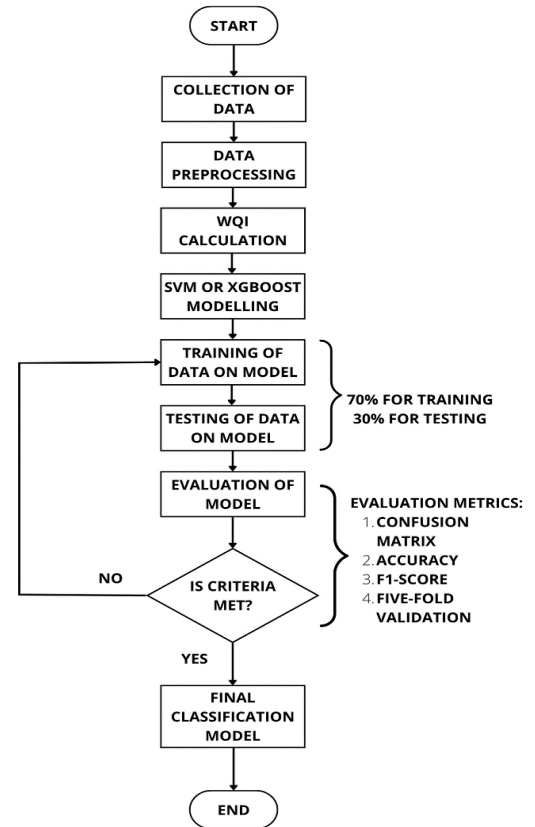 START
COLLECTION OF
DATA
DATA
PREPROCESSING
WQI
CALCULATION
SVM OR XGBOOST
MODELLING
TRAINING OF
DATA ON MODEL
TESTING OF DATA
ON MODEL
70% FOR TRAINING
30% FOR TESTING
EVALUATION OF
MODEL
EVALUATION METRICS:
1. CONFUSION
MATRIX
2. ACCURACY
3. F1-SCORE
4. FIVE-FOLD
VALIDATION
IS CRITERIA
MET?
NO
YES
FINAL
CLASSIFICATION
MODEL
END